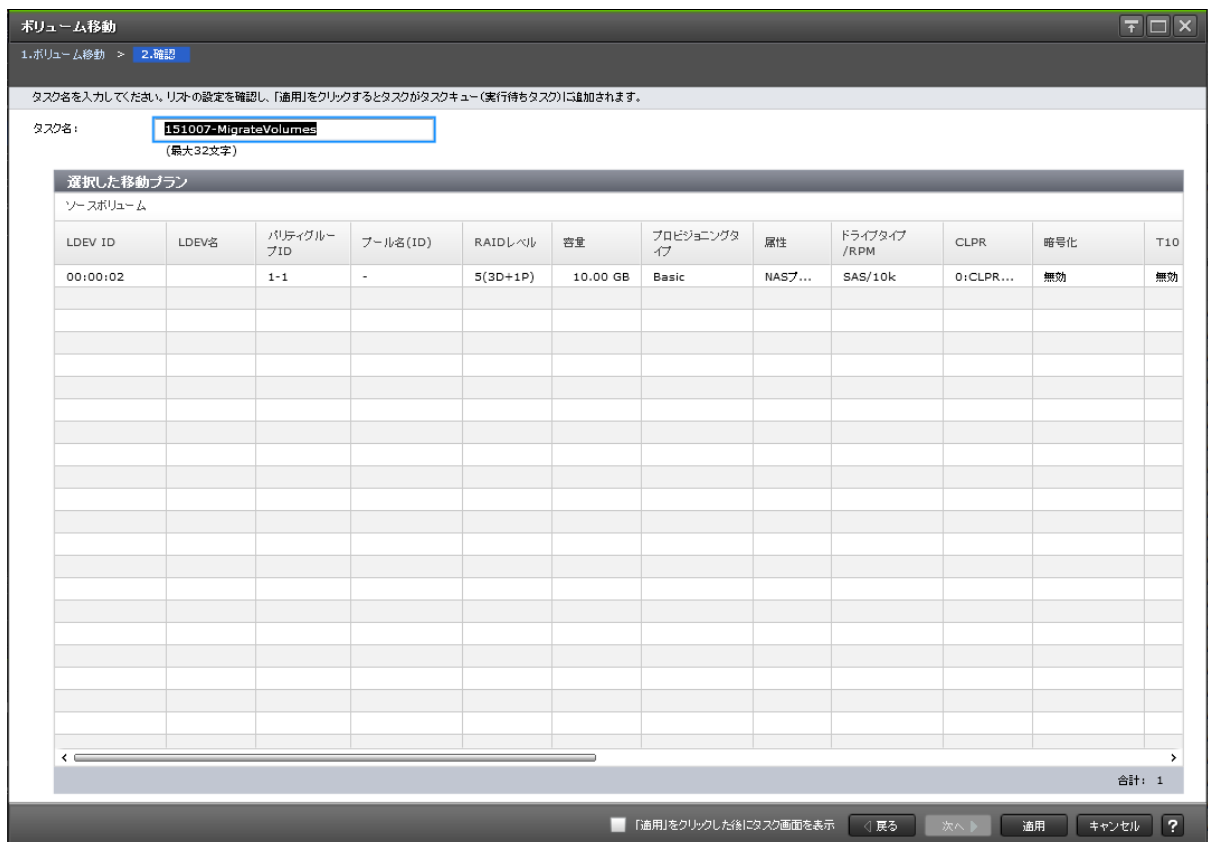 ボリューム移動
1.ボリューム移動 > 2.確認
タスク名を入力してください。リストの設定を確認し、「適用」をクリックするとタスクがタスクキュー(実行待ちタスク)に追加されます。
タスク名: 151007-MigrateVolumes
(最大32文字)
選択した移動プラン
ソースボリューム
LDEV ID LDEV名 パリティグループID プール名(ID) RAIDレベル 容量 プロビジョニングタイプ 属性 ドライブタイプ/RPM CLPR 暗号化 T10
00:00:02 1-1 - 5(3D+1P) 10.00 GB Basic NASプ... SAS/10k 0:CLPR... 無効 無効
合計: 1
「適用」をクリックした後にタスク画面を表示 戻る 次へ 適用 キャンセル ?